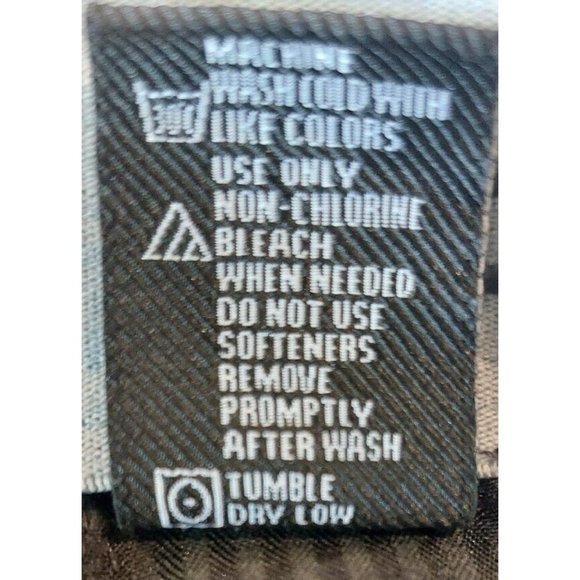 MACHINE
WASH COLD WITH
30C LIKE COLORS
USE ONLY
NON-CHLORINE
BLEACH
WHEN NEEDED
DO NOT USE
SOFTENERS
REMOVE
PROMPTLY
AFTER WASH
TUMBLE
DRY LOW